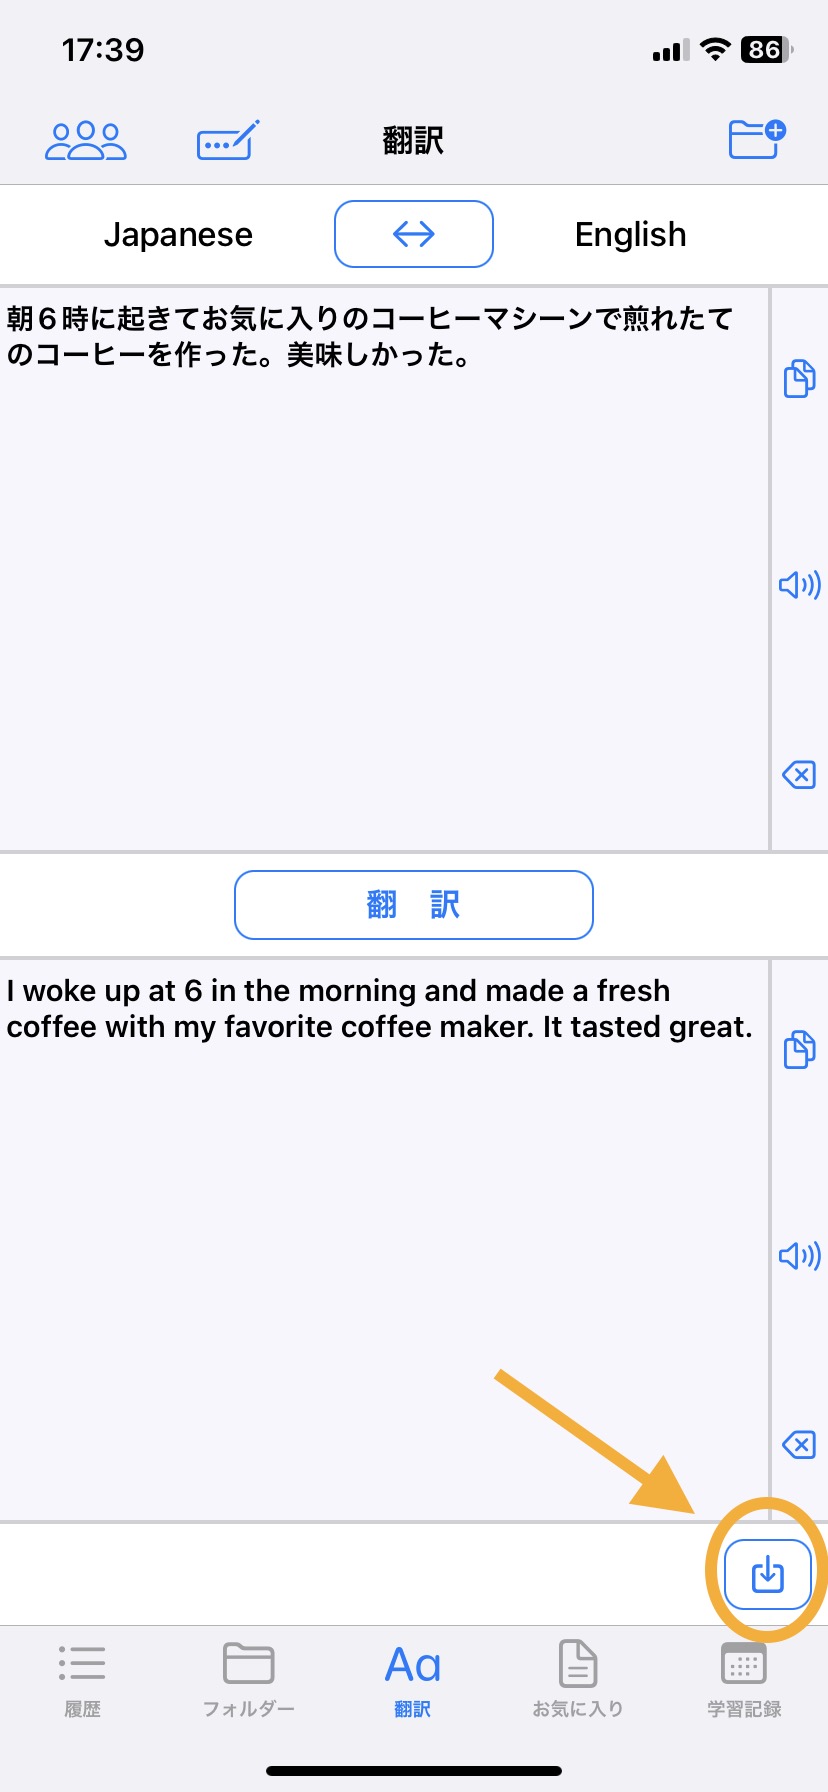 17:39
86
翻訳
Japanese
English
朝６時に起きてお気に入りのコーヒーマシーンで煎れたて
のコーヒーを作った。美味しかった。
翻　訳
I woke up at 6 in the morning and made a fresh
coffee with my favorite coffee maker. It tasted great.
履歴
フォルダー
Aa
翻訳
お気に入り
学習記録